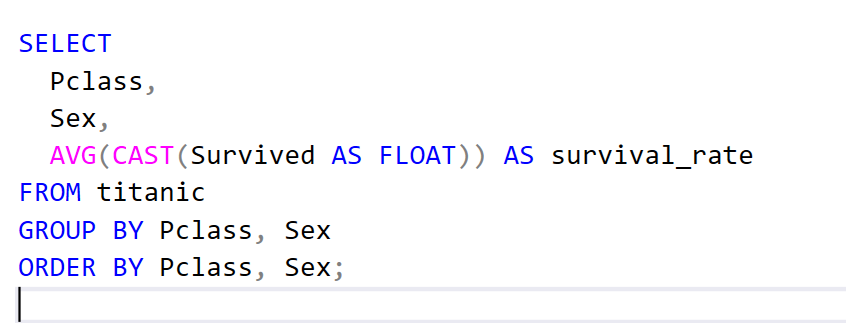 SELECT
  Pclass,
  Sex,
  AVG(CAST(Survived AS FLOAT)) AS survival_rate
FROM titanic
GROUP BY Pclass, Sex
ORDER BY Pclass, Sex;